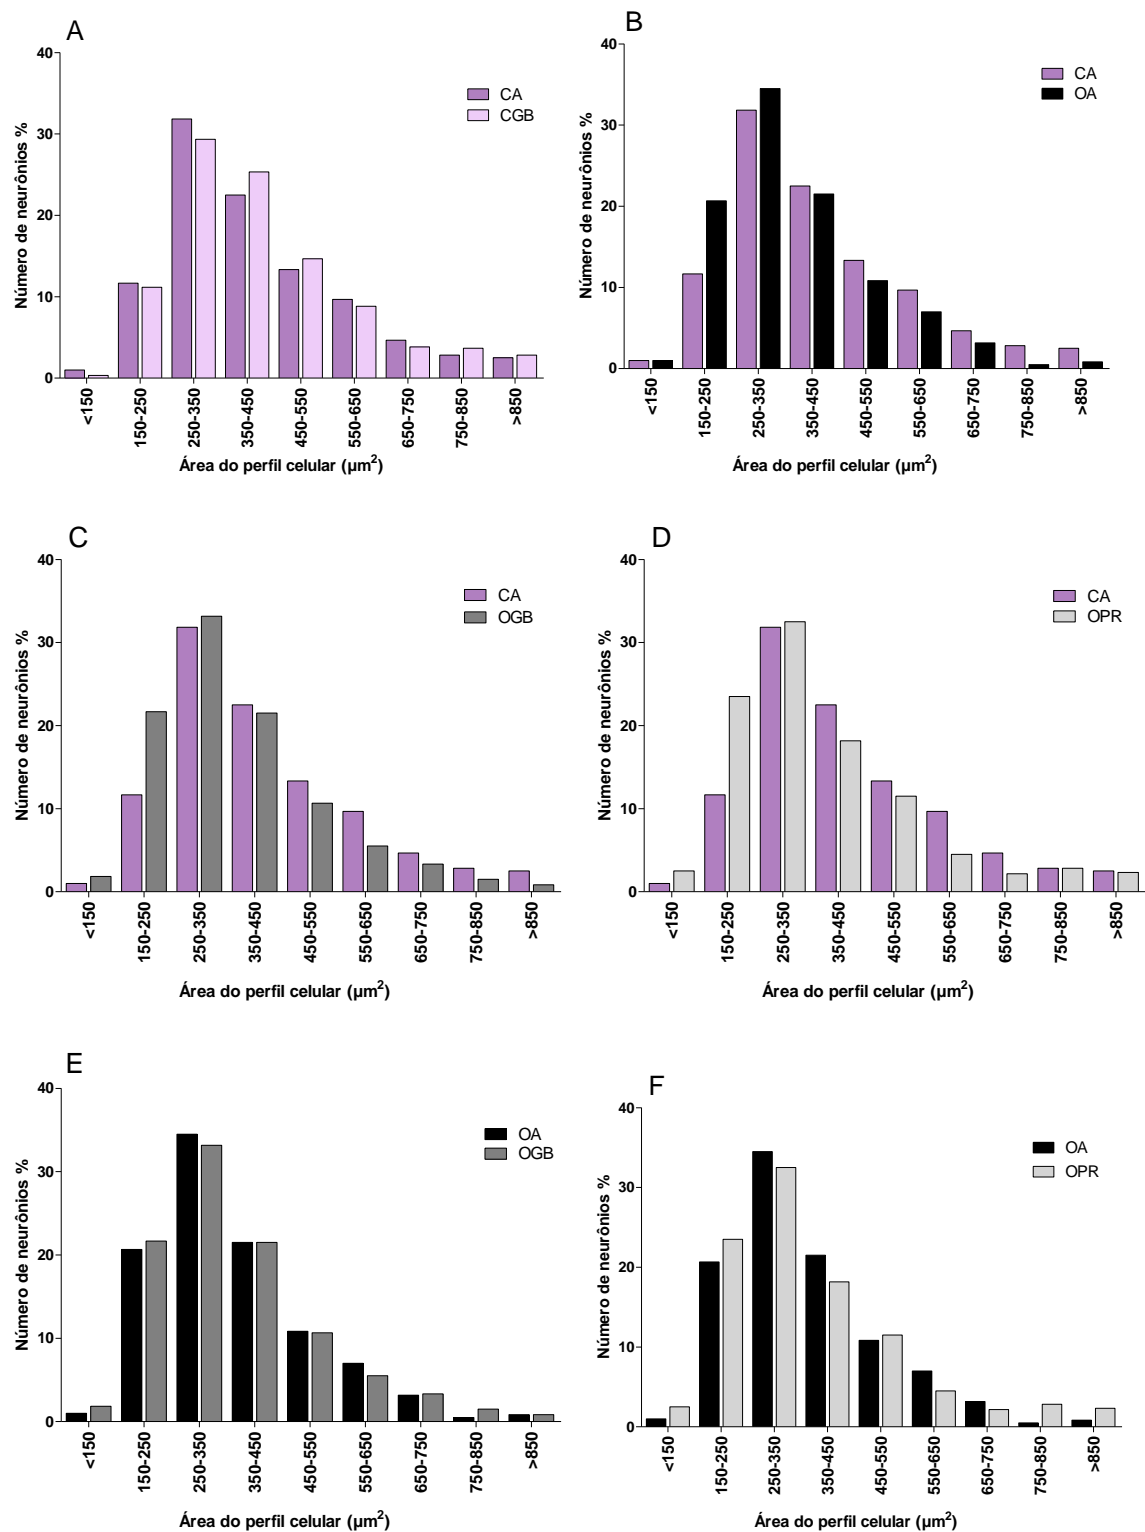 A
Número de neurônios %
40
30
20
10
0
CA
CGB
<150
150-250
250-350
350-450
450-550
550-650
650-750
750-850
>850
Área do perfil celular (µm²)
B
Número de neurônios %
40
30
20
10
0
CA
OA
<150
150-250
250-350
350-450
450-550
550-650
650-750
750-850
>850
Área do perfil celular (µm²)
C
Número de neurônios %
40
30
20
10
0
CA
OGB
<150
150-250
250-350
350-450
450-550
550-650
650-750
750-850
>850
Área do perfil celular (µm²)
D
Número de neurônios %
40
30
20
10
0
CA
OPR
<150
150-250
250-350
350-450
450-550
550-650
650-750
750-850
>850
Área do perfil celular (µm²)
E
Número de neurônios %
40
30
20
10
0
OA
OGB
<150
150-250
250-350
350-450
450-550
550-650
650-750
750-850
>850
Área do perfil celular (µm²)
F
Número de neurônios %
40
30
20
10
0
OA
OPR
<150
150-250
250-350
350-450
450-550
550-650
650-750
750-850
>850
Área do perfil celular (µm²)